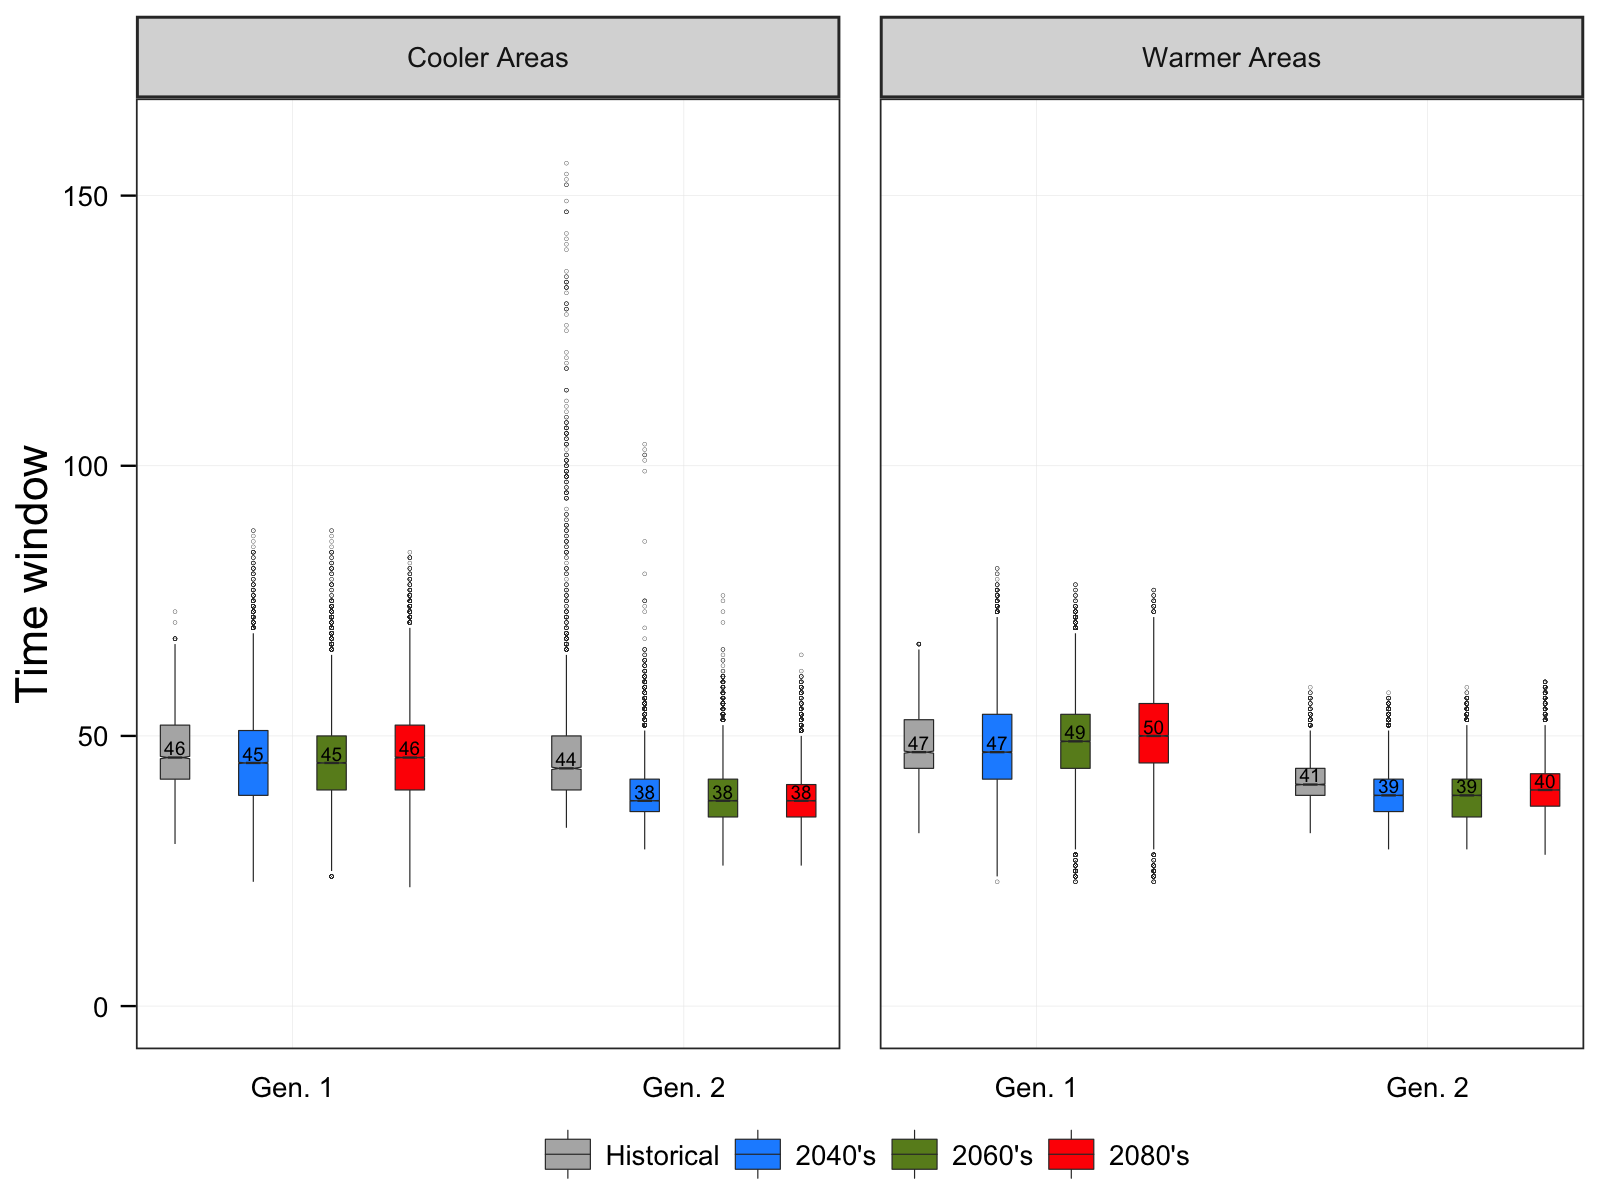 Cooler Areas Warmer Areas
Time window
150
100
50
0
46 45 45 46 44 38 38 38
47 47 49 50 41 39 39 40
Gen. 1 Gen. 2 Gen. 1 Gen. 2
Historical 2040's 2060's 2080's